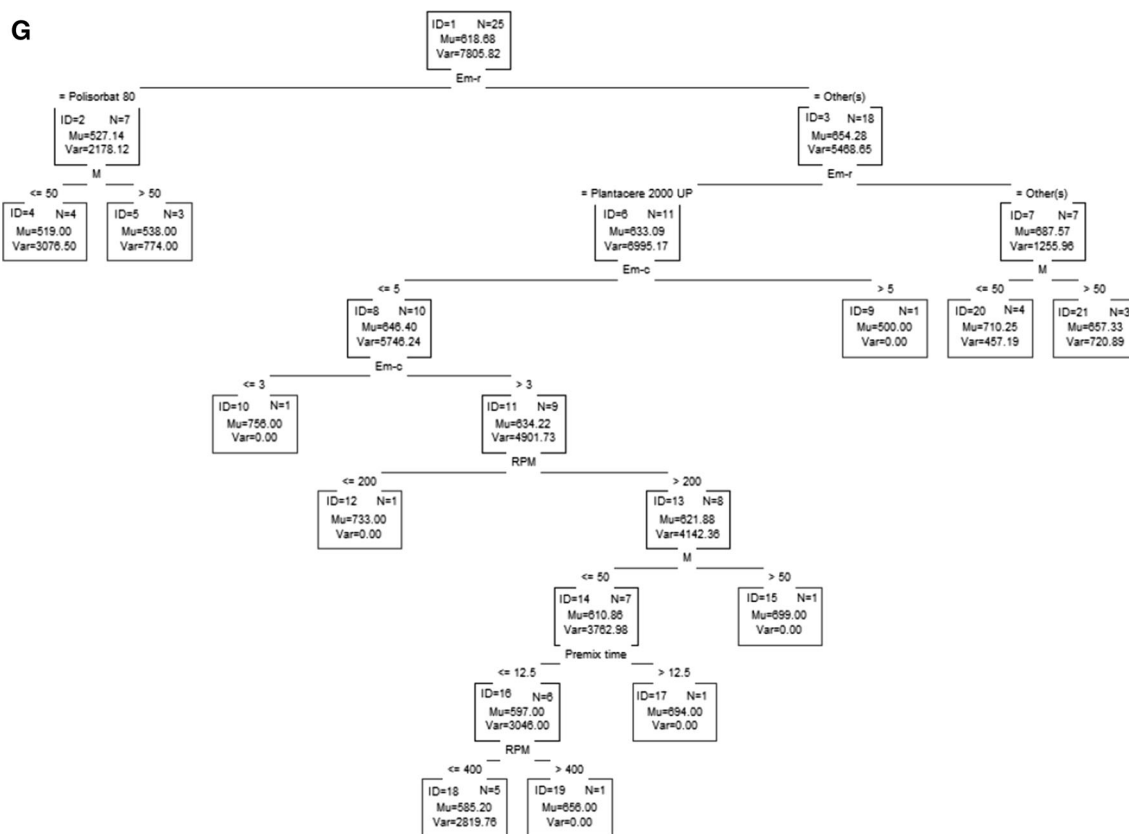 G
ID=1 N=25
Mu=618.68
Var=7805.82
Em-r
= Polisorbat 80
= Other(s)
ID=2 N=7
Mu=527.14
Var=2178.12
M
ID=3 N=18
Mu=654.28
Var=5468.65
Em-r
<= 50
> 50
ID=4 N=4
Mu=519.00
Var=3076.50
ID=5 N=3
Mu=538.00
Var=774.00
= Plantacere 2000 UP
= Other(s)
ID=6 N=11
Mu=633.09
Var=6995.17
Em-c
ID=7 N=7
Mu=687.57
Var=1255.96
M
<= 5
> 5
<= 50
> 50
ID=8 N=10
Mu=646.40
Var=5746.24
Em-c
ID=9 N=1
Mu=500.00
Var=0.00
ID=20 N=4
Mu=710.25
Var=457.19
ID=21 N=3
Mu=657.33
Var=720.89
<= 3
> 3
ID=10 N=1
Mu=756.00
Var=0.00
ID=11 N=9
Mu=634.22
Var=4901.73
RPM
<= 200
> 200
ID=12 N=1
Mu=733.00
Var=0.00
ID=13 N=8
Mu=621.88
Var=4142.36
M
<= 50
> 50
ID=14 N=7
Mu=610.86
Var=3762.98
Premix time
ID=15 N=1
Mu=699.00
Var=0.00
<= 12.5
> 12.5
ID=16 N=6
Mu=597.00
Var=3046.00
RPM
ID=17 N=1
Mu=694.00
Var=0.00
<= 400
> 400
ID=18 N=5
Mu=585.20
Var=2819.76
ID=19 N=1
Mu=656.00
Var=0.00